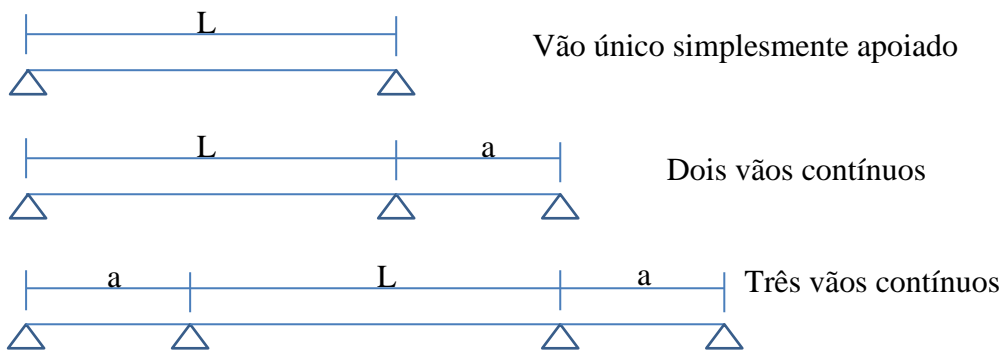 L
Vão único simplesmente apoiado
L a
Dois vãos contínuos
a L a
Três vãos contínuos